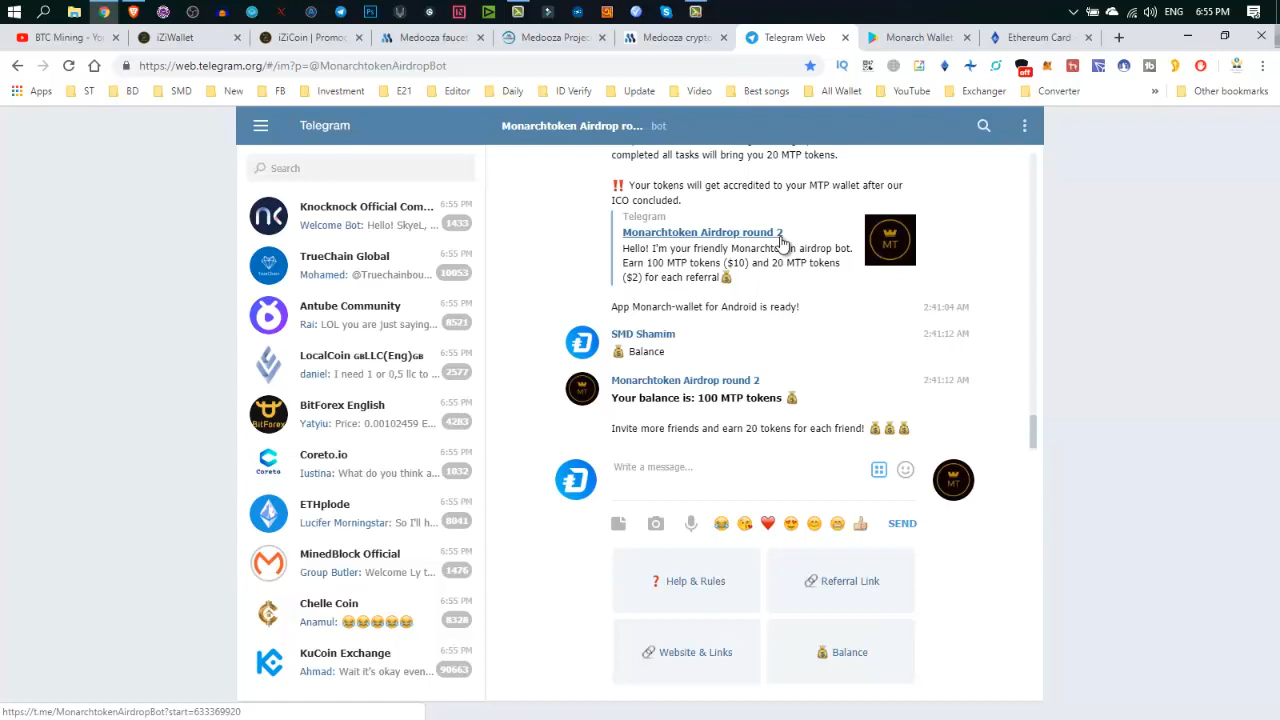 ENG 6:55 PM
BTC Mining - Yo
iZiWallet
iZiCoin | Promo
Medooza faucet
Medooza Projec
Medooza crypto
Telegram Web
Monarch Wallet
Ethereum Card
https://web.telegram.org/#/im?p=@MonarchtokenAirdropBot
IQ
off
Apps ST BD SMD New FB Investment E21 Editor Daily ID Verify Update Video Best songs All Wallet YouTube Exchanger Converter » Other bookmarks
Telegram
Monarchtoken Airdrop ro... bot
Search
Knocknock Official Com... 6:55 PM
Welcome Bot: Hello! SkyeL, ... 1433
TrueChain Global 6:55 PM
Mohamed: @Truechainbou... 10053
Antube Community 6:55 PM
Rai: LOL you are just saying... 8521
LocalCoin ɢʙLLC(Eng)ɢʙ 6:55 PM
daniel: I need 1 or 0,5 llc to ... 2577
BitForex English 6:55 PM
Yatyiu: Price: 0.00102459 E... 4283
Coreto.io 6:55 PM
Iustina: What do you think a... 1032
ETHplode 6:55 PM
Lucifer Morningstar: So I'll h... 8041
MinedBlock Official 6:55 PM
Group Butler: Welcome Ly t... 1476
Chelle Coin 6:55 PM
Anamul: 😂😂😂😂😂 8328
KuCoin Exchange 6:55 PM
Ahmad: Wait it's okay even... 90663
completed all tasks will bring you 20 MTP tokens.
‼️ Your tokens will get accredited to your MTP wallet after our
ICO concluded.
Telegram
Monarchtoken Airdrop round 2
Hello! I'm your friendly Monarchtoken airdrop bot.
Earn 100 MTP tokens ($10) and 20 MTP tokens
($2) for each referral💰
MT
App Monarch-wallet for Android is ready! 2:41:04 AM
SMD Shamim 2:41:12 AM
💰 Balance
Monarchtoken Airdrop round 2 2:41:12 AM
Your balance is: 100 MTP tokens 💰
Invite more friends and earn 20 tokens for each friend! 💰💰💰
Write a message...
MT
SEND
❓ Help & Rules
🔗 Referral Link
🔗 Website & Links
💰 Balance
https://t.me/MonarchtokenAirdropBot?start=633369920